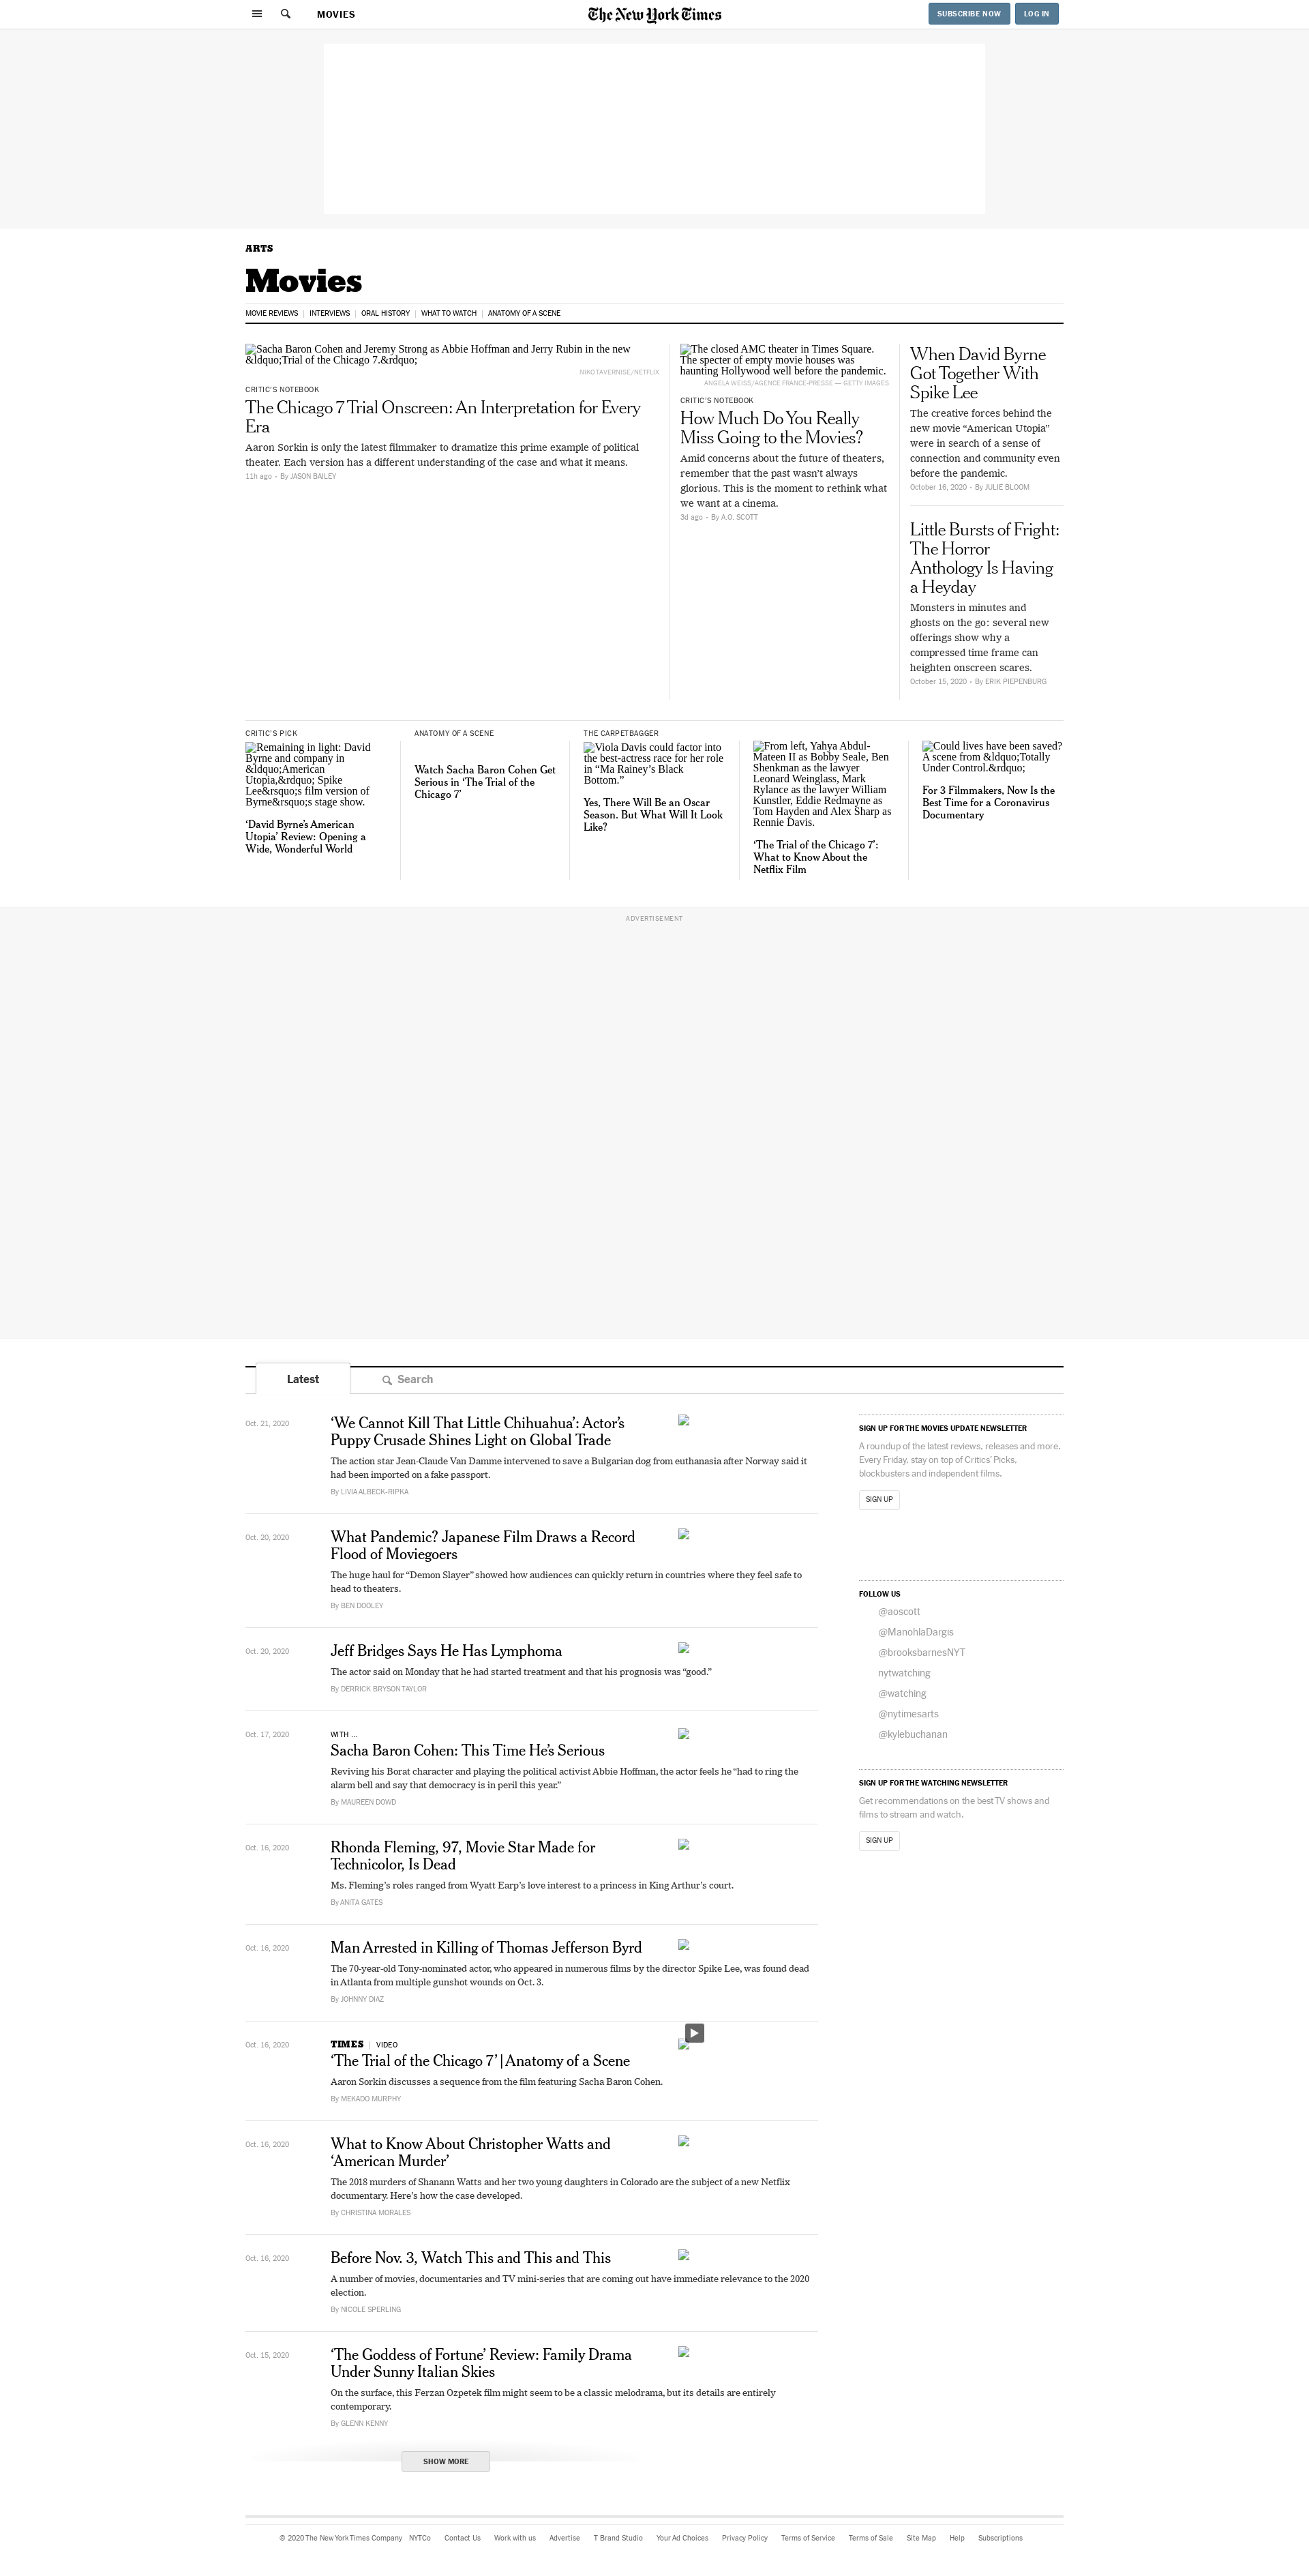 MOVIES
The New York Times
SUBSCRIBE NOW
LOG IN
ARTS
Movies
MOVIE REVIEWS
INTERVIEWS
ORAL HISTORY
WHAT TO WATCH
ANATOMY OF A SCENE
Sacha Baron Cohen and Jeremy Strong as Abbie Hoffman and Jerry Rubin in the new
&ldquo;Trial of the Chicago 7.&rdquo;
NIKO TAVERNISE/NETFLIX
CRITIC'S NOTEBOOK
The Chicago 7 Trial Onscreen: An Interpretation for Every
Era
Aaron Sorkin is only the latest filmmaker to dramatize this prime example of political
theater. Each version has a different understanding of the case and what it means.
11h ago • By JASON BAILEY
The closed AMC theater in Times Square.
The specter of empty movie houses was
haunting Hollywood well before the pandemic.
ANGELA WEISS/AGENCE FRANCE-PRESSE — GETTY IMAGES
CRITIC'S NOTEBOOK
How Much Do You Really
Miss Going to the Movies?
Amid concerns about the future of theaters,
remember that the past wasn't always
glorious. This is the moment to rethink what
we want at a cinema.
3d ago • By A.O. SCOTT
When David Byrne
Got Together With
Spike Lee
The creative forces behind the
new movie “American Utopia”
were in search of a sense of
connection and community even
before the pandemic.
October 16, 2020 • By JULIE BLOOM
Little Bursts of Fright:
The Horror
Anthology Is Having
a Heyday
Monsters in minutes and
ghosts on the go: several new
offerings show why a
compressed time frame can
heighten onscreen scares.
October 15, 2020 • By ERIK PIEPENBURG
CRITIC'S PICK
Remaining in light: David
Byrne and company in
&ldquo;American
Utopia,&rdquo; Spike
Lee&rsquo;s film version of
Byrne&rsquo;s stage show.
‘David Byrne’s American
Utopia’ Review: Opening a
Wide, Wonderful World
ANATOMY OF A SCENE
Watch Sacha Baron Cohen Get
Serious in ‘The Trial of the
Chicago 7’
THE CARPETBAGGER
Viola Davis could factor into
the best-actress race for her role
in “Ma Rainey’s Black
Bottom.”
Yes, There Will Be an Oscar
Season. But What Will It Look
Like?
From left, Yahya Abdul-
Mateen II as Bobby Seale, Ben
Shenkman as the lawyer
Leonard Weinglass, Mark
Rylance as the lawyer William
Kunstler, Eddie Redmayne as
Tom Hayden and Alex Sharp as
Rennie Davis.
‘The Trial of the Chicago 7’:
What to Know About the
Netflix Film
Could lives have been saved?
A scene from &ldquo;Totally
Under Control.&rdquo;
For 3 Filmmakers, Now Is the
Best Time for a Coronavirus
Documentary
ADVERTISEMENT
Latest
Search
Oct. 21, 2020
‘We Cannot Kill That Little Chihuahua’: Actor’s
Puppy Crusade Shines Light on Global Trade
The action star Jean-Claude Van Damme intervened to save a Bulgarian dog from euthanasia after Norway said it
had been imported on a fake passport.
By LIVIA ALBECK-RIPKA
Oct. 20, 2020
What Pandemic? Japanese Film Draws a Record
Flood of Moviegoers
The huge haul for “Demon Slayer” showed how audiences can quickly return in countries where they feel safe to
head to theaters.
By BEN DOOLEY
Oct. 20, 2020
Jeff Bridges Says He Has Lymphoma
The actor said on Monday that he had started treatment and that his prognosis was “good.”
By DERRICK BRYSON TAYLOR
Oct. 17, 2020
WITH ...
Sacha Baron Cohen: This Time He’s Serious
Reviving his Borat character and playing the political activist Abbie Hoffman, the actor feels he “had to ring the
alarm bell and say that democracy is in peril this year.”
By MAUREEN DOWD
Oct. 16, 2020
Rhonda Fleming, 97, Movie Star Made for
Technicolor, Is Dead
Ms. Fleming’s roles ranged from Wyatt Earp’s love interest to a princess in King Arthur’s court.
By ANITA GATES
Oct. 16, 2020
Man Arrested in Killing of Thomas Jefferson Byrd
The 70-year-old Tony-nominated actor, who appeared in numerous films by the director Spike Lee, was found dead
in Atlanta from multiple gunshot wounds on Oct. 3.
By JOHNNY DIAZ
Oct. 16, 2020
TIMES | VIDEO
‘The Trial of the Chicago 7’ | Anatomy of a Scene
Aaron Sorkin discusses a sequence from the film featuring Sacha Baron Cohen.
By MEKADO MURPHY
Oct. 16, 2020
What to Know About Christopher Watts and
‘American Murder’
The 2018 murders of Shanann Watts and her two young daughters in Colorado are the subject of a new Netflix
documentary. Here’s how the case developed.
By CHRISTINA MORALES
Oct. 16, 2020
Before Nov. 3, Watch This and This and This
A number of movies, documentaries and TV mini-series that are coming out have immediate relevance to the 2020
election.
By NICOLE SPERLING
Oct. 15, 2020
‘The Goddess of Fortune’ Review: Family Drama
Under Sunny Italian Skies
On the surface, this Ferzan Ozpetek film might seem to be a classic melodrama, but its details are entirely
contemporary.
By GLENN KENNY
SHOW MORE
SIGN UP FOR THE MOVIES UPDATE NEWSLETTER
A roundup of the latest reviews, releases and more.
Every Friday, stay on top of Critics’ Picks,
blockbusters and independent films.
SIGN UP
FOLLOW US
@aoscott
@ManohlaDargis
@brooksbarnesNYT
nytwatching
@watching
@nytimesarts
@kylebuchanan
SIGN UP FOR THE WATCHING NEWSLETTER
Get recommendations on the best TV shows and
films to stream and watch.
SIGN UP
© 2020 The New York Times Company NYTCo Contact Us Work with us Advertise T Brand Studio Your Ad Choices Privacy Policy Terms of Service Terms of Sale Site Map Help Subscriptions